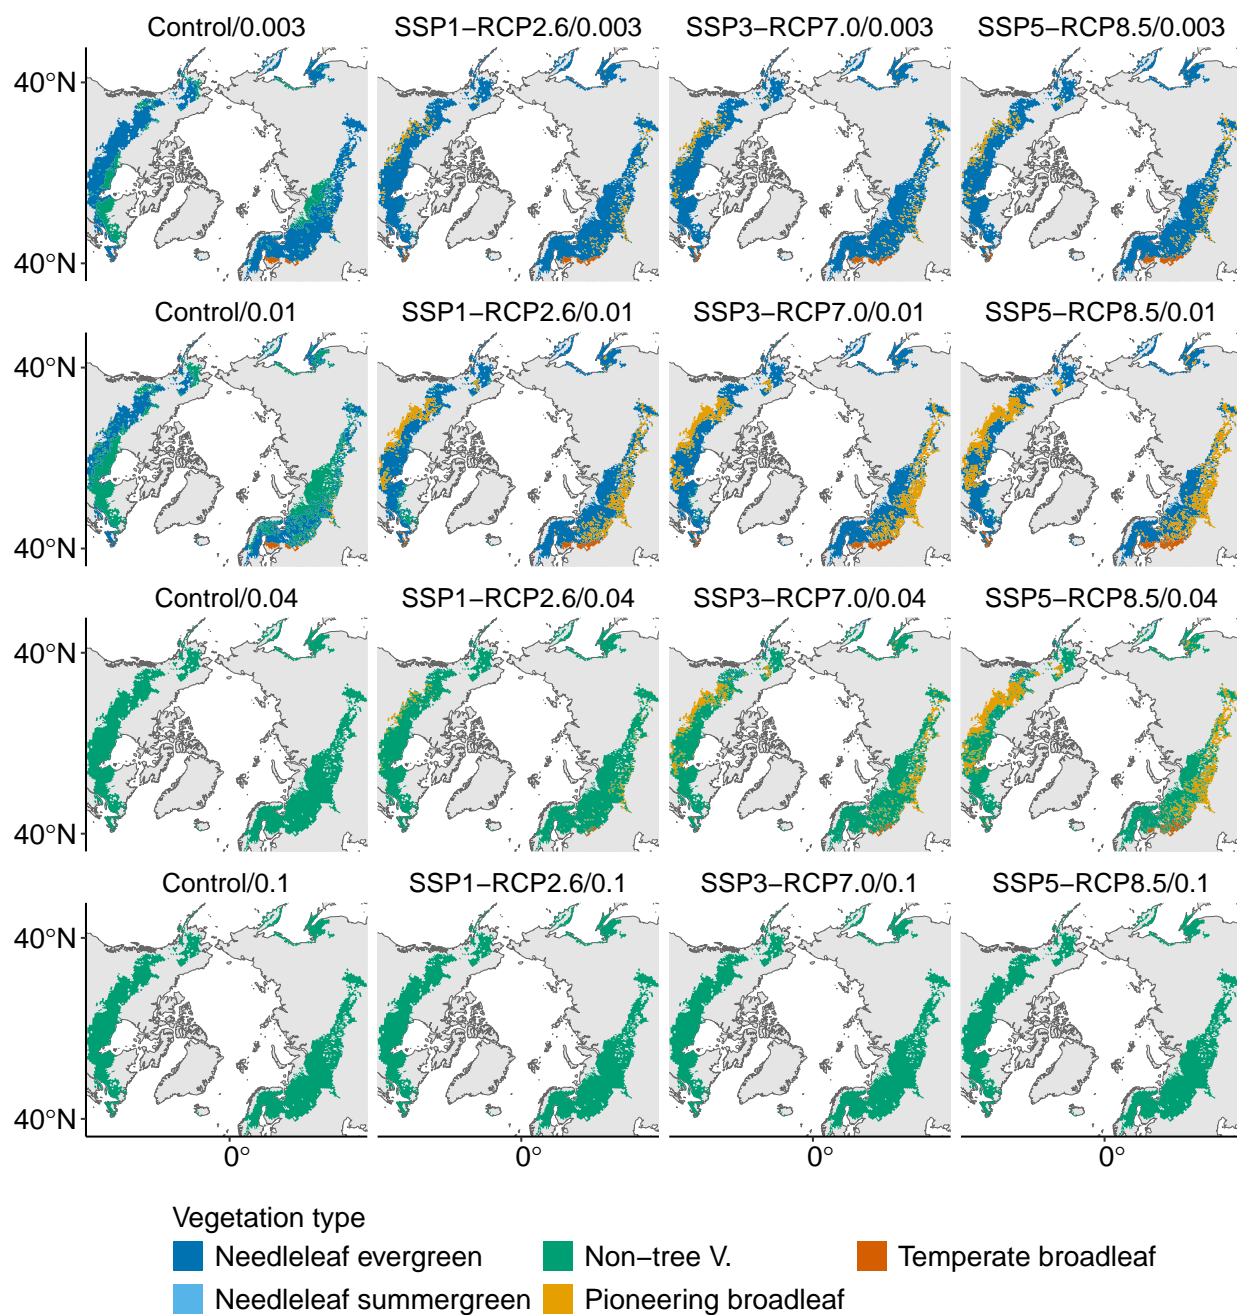 Control/0.003 SSP1−RCP2.6/0.003 SSP3−RCP7.0/0.003 SSP5−RCP8.5/0.003
40°N
40°N
Control/0.01 SSP1−RCP2.6/0.01 SSP3−RCP7.0/0.01 SSP5−RCP8.5/0.01
40°N
40°N
Control/0.04 SSP1−RCP2.6/0.04 SSP3−RCP7.0/0.04 SSP5−RCP8.5/0.04
40°N
40°N
Control/0.1 SSP1−RCP2.6/0.1 SSP3−RCP7.0/0.1 SSP5−RCP8.5/0.1
40°N
40°N
0° 0° 0° 0°
Vegetation type
Needleleaf evergreen Non−tree V. Temperate broadleaf
Needleleaf summergreen Pioneering broadleaf